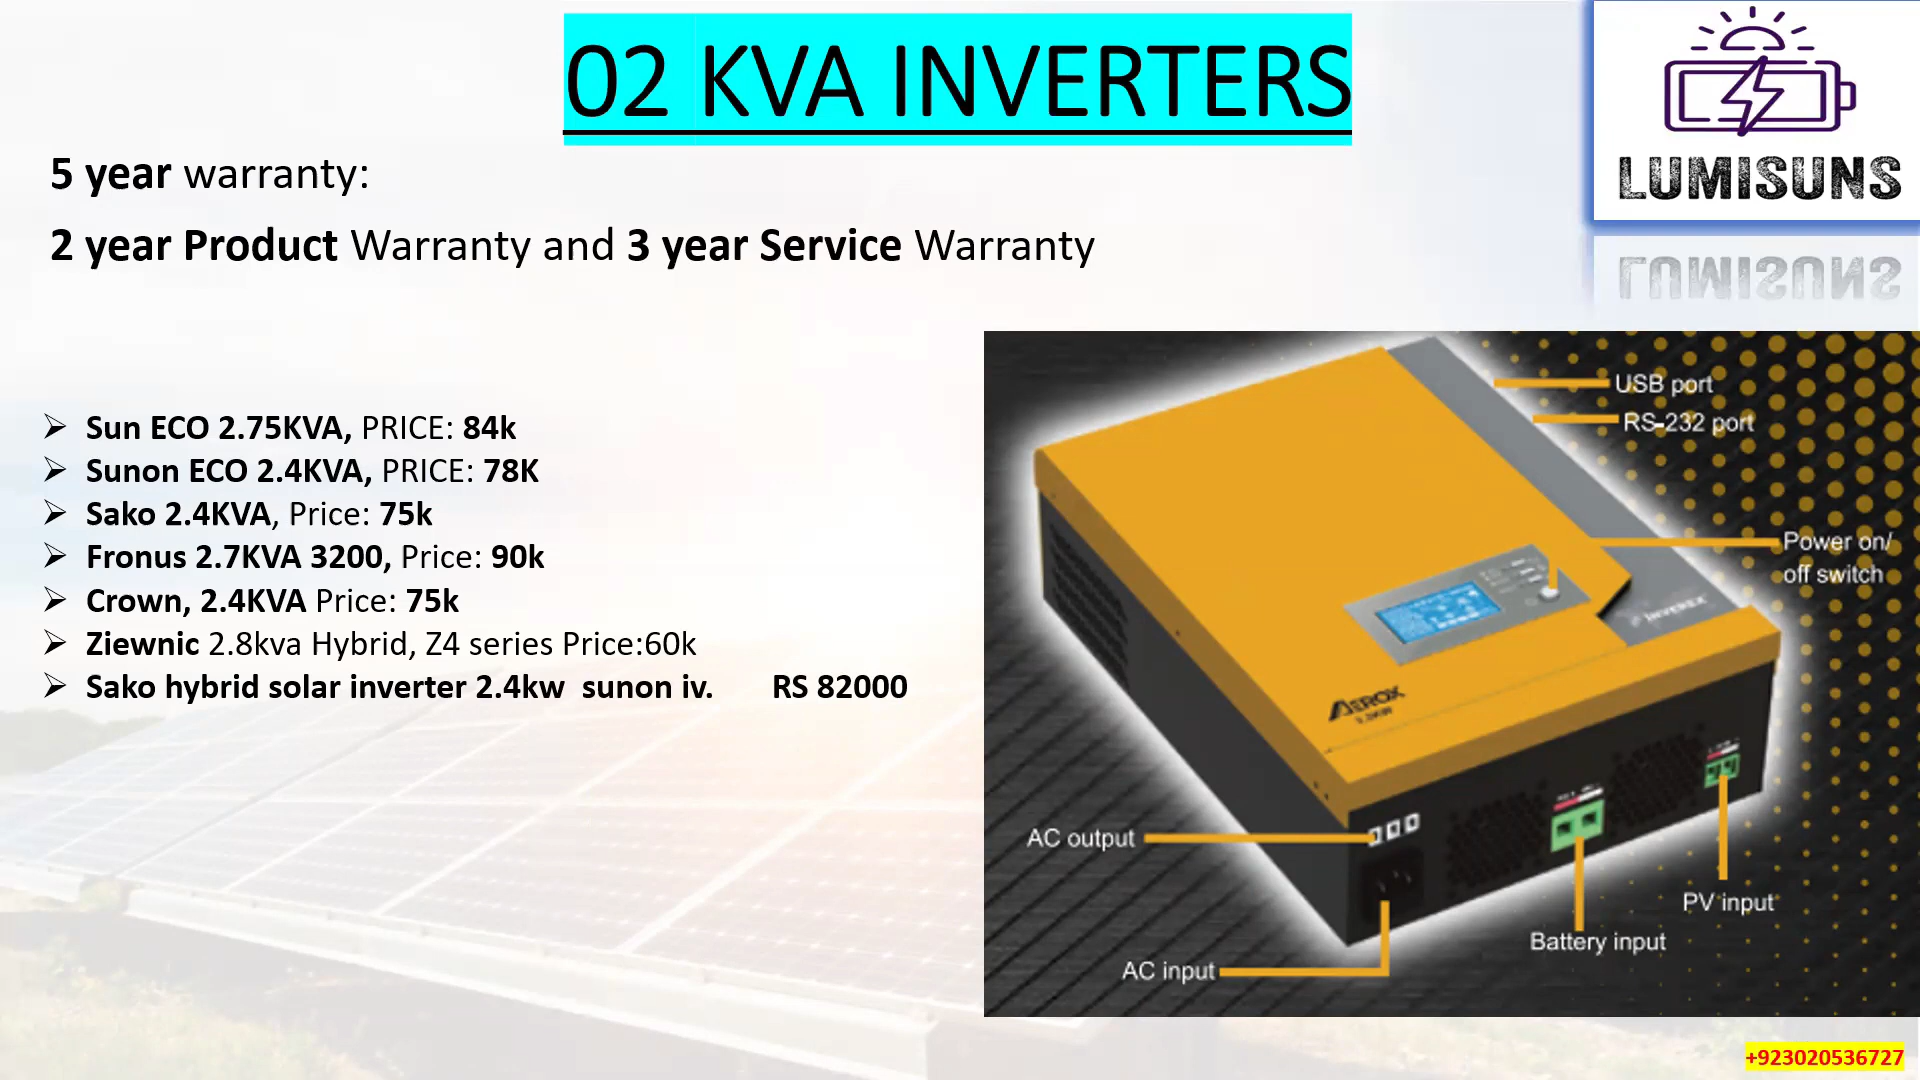 02 KVA INVERTERS
LUMISUNS
5 year warranty:
2 year Product Warranty and 3 year Service Warranty
➢ Sun ECO 2.75KVA, PRICE: 84k
➢ Sunon ECO 2.4KVA, PRICE: 78K
➢ Sako 2.4KVA, Price: 75k
➢ Fronus 2.7KVA 3200, Price: 90k
➢ Crown, 2.4KVA Price: 75k
➢ Ziewnic 2.8kva Hybrid, Z4 series Price:60k
➢ Sako hybrid solar inverter 2.4kw sunon iv. RS 82000
USB port
RS-232 port
Power on/
off switch
INVEREX
AEROX
AC output
PV input
Battery input
AC input
+923020536727